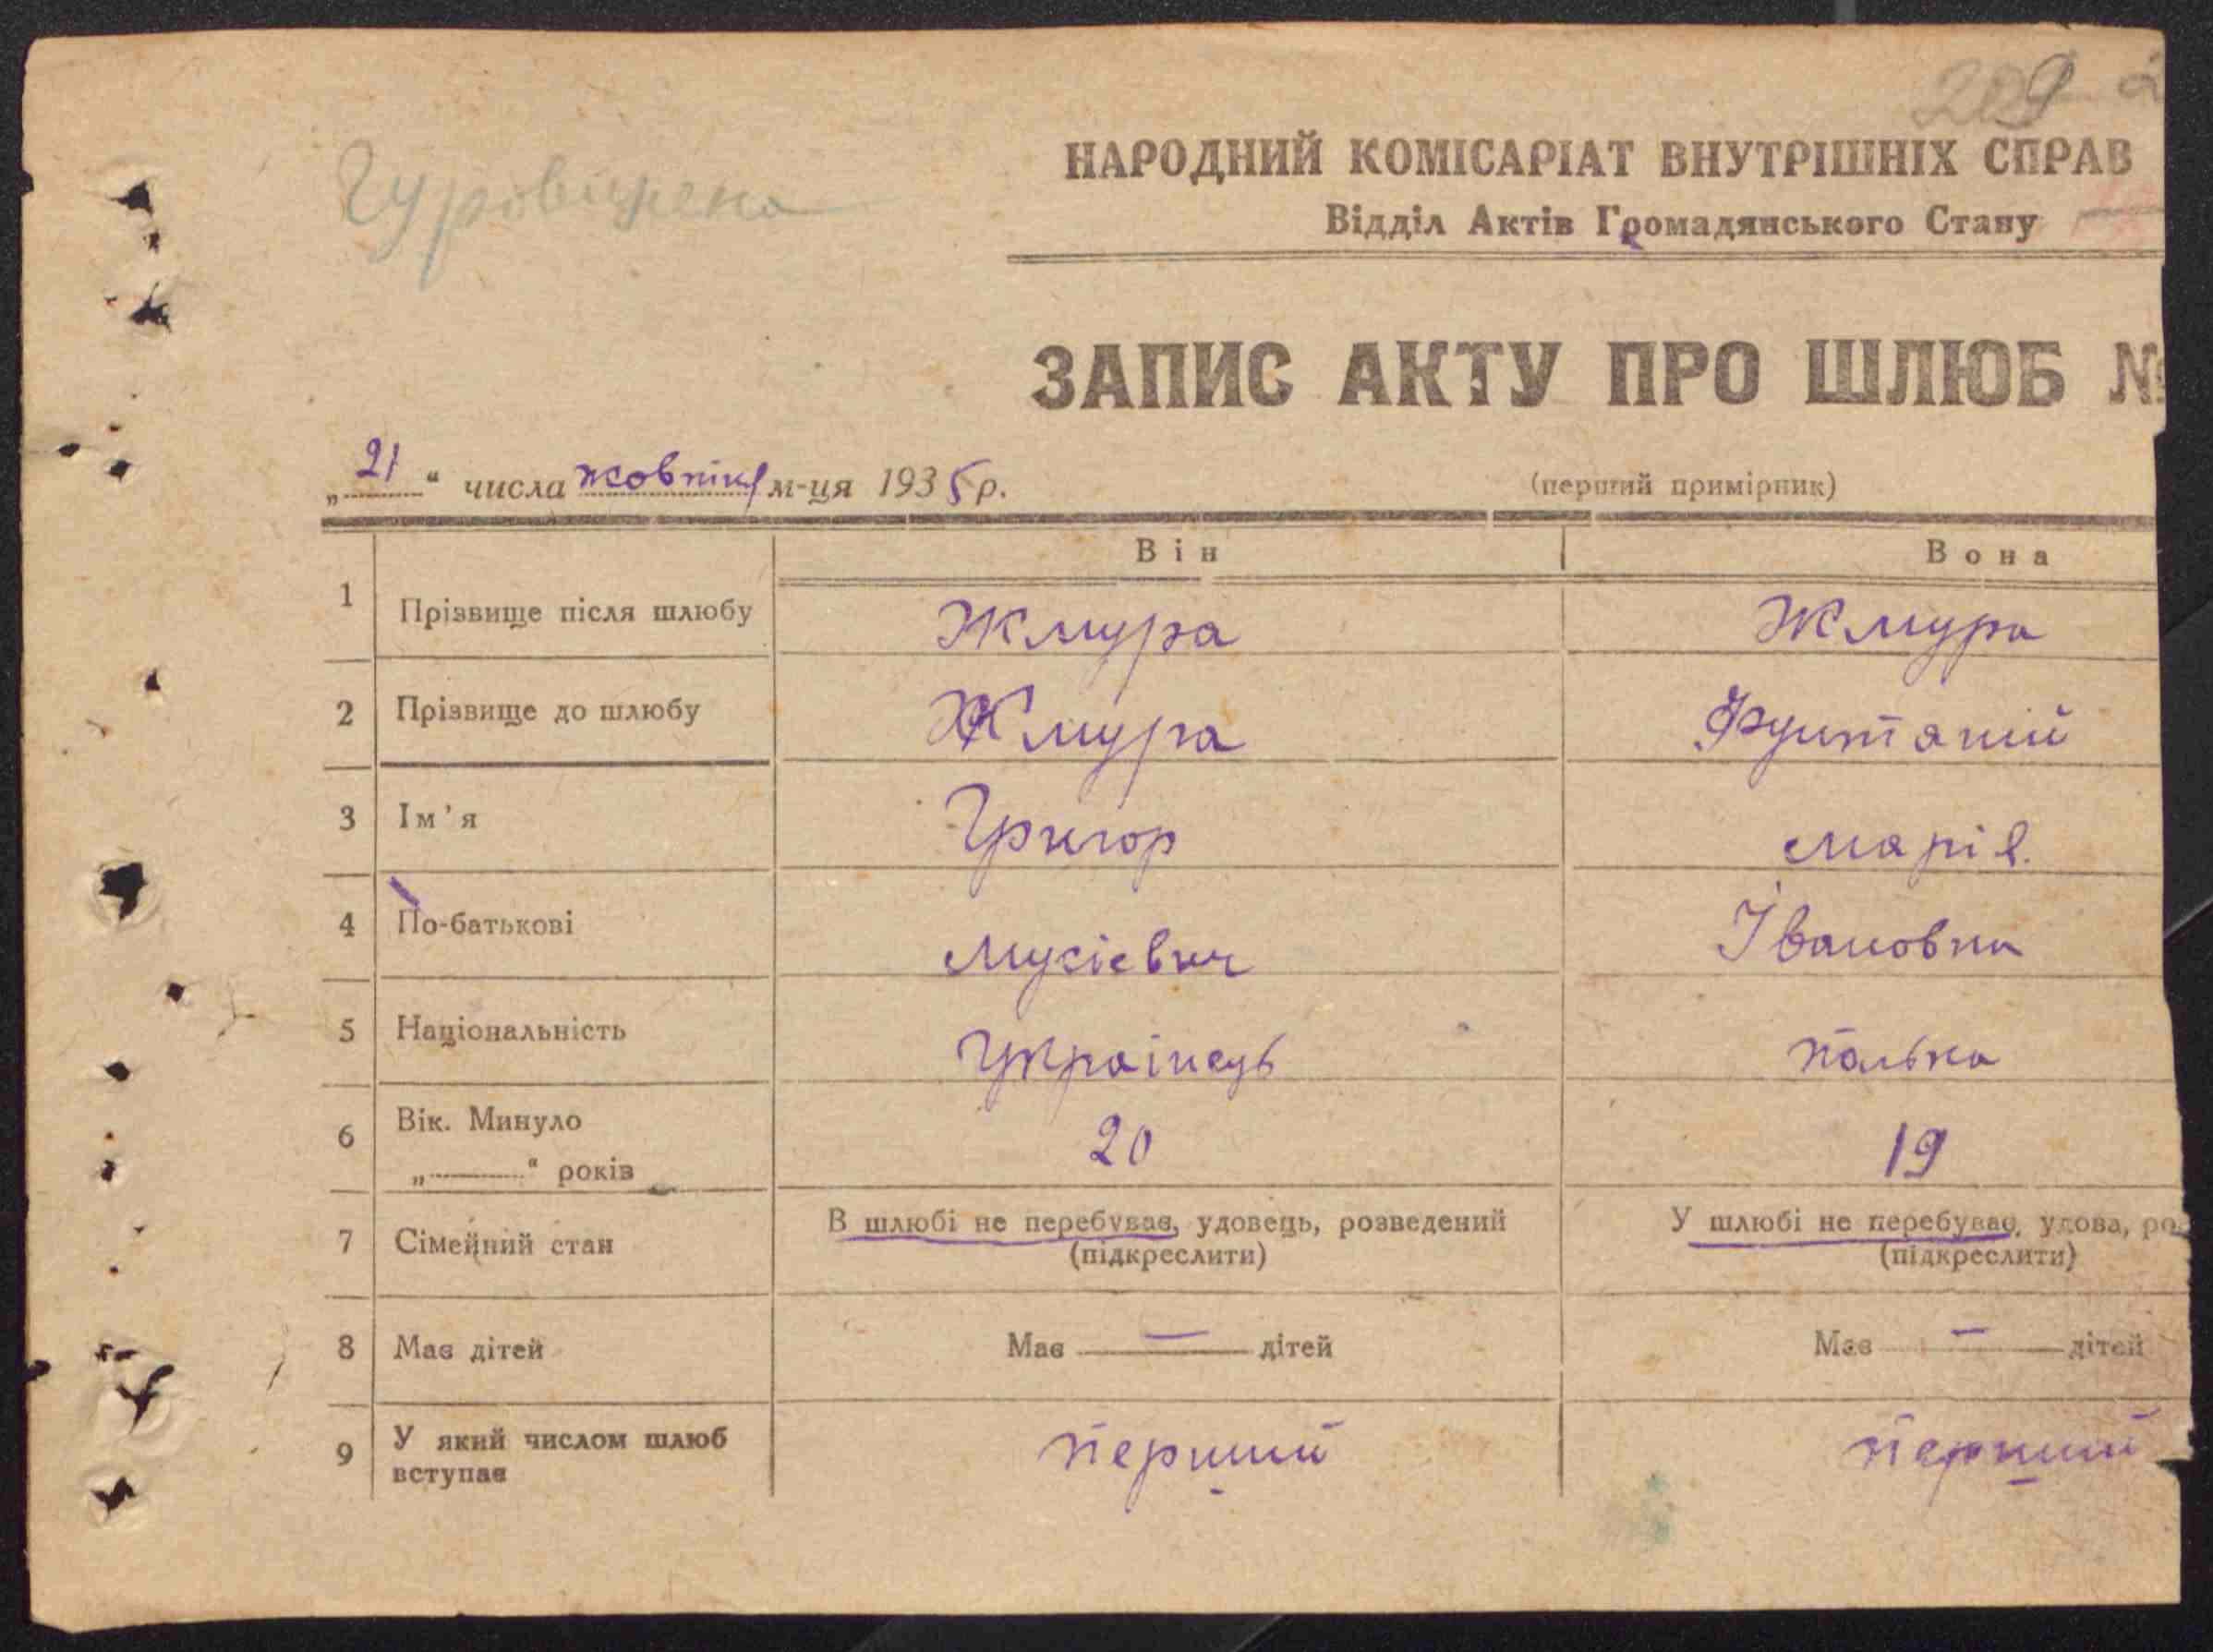 209
НАРОДНИЙ КОМІСАРІАТ ВНУТРІШНІХ СПРАВ
Відділ Актів Громадянського Стану
ЗАПИС АКТУ ПРО ШЛЮБ №
„21“ числа жовтня м-ця 1935 р.
(перший примірник)
Він Вона
1 Прізвище після шлюбу Жмура Жмура
2 Прізвище до шлюбу Жмура
3 Ім'я Григор Марія.
4 По-батькові Мусієвич Івановна
5 Національність Українець полька
6 Вік. Минуло 20 19
„ “ років
7 Сімейний стан В шлюбі не перебуває, удовець, розведений У шлюбі не перебуває, удова, ро
(підкреслити) (підкреслити)
8 Має дітей Має — дітей Має — дітей
9 У який числом шлюб перший перший
вступає